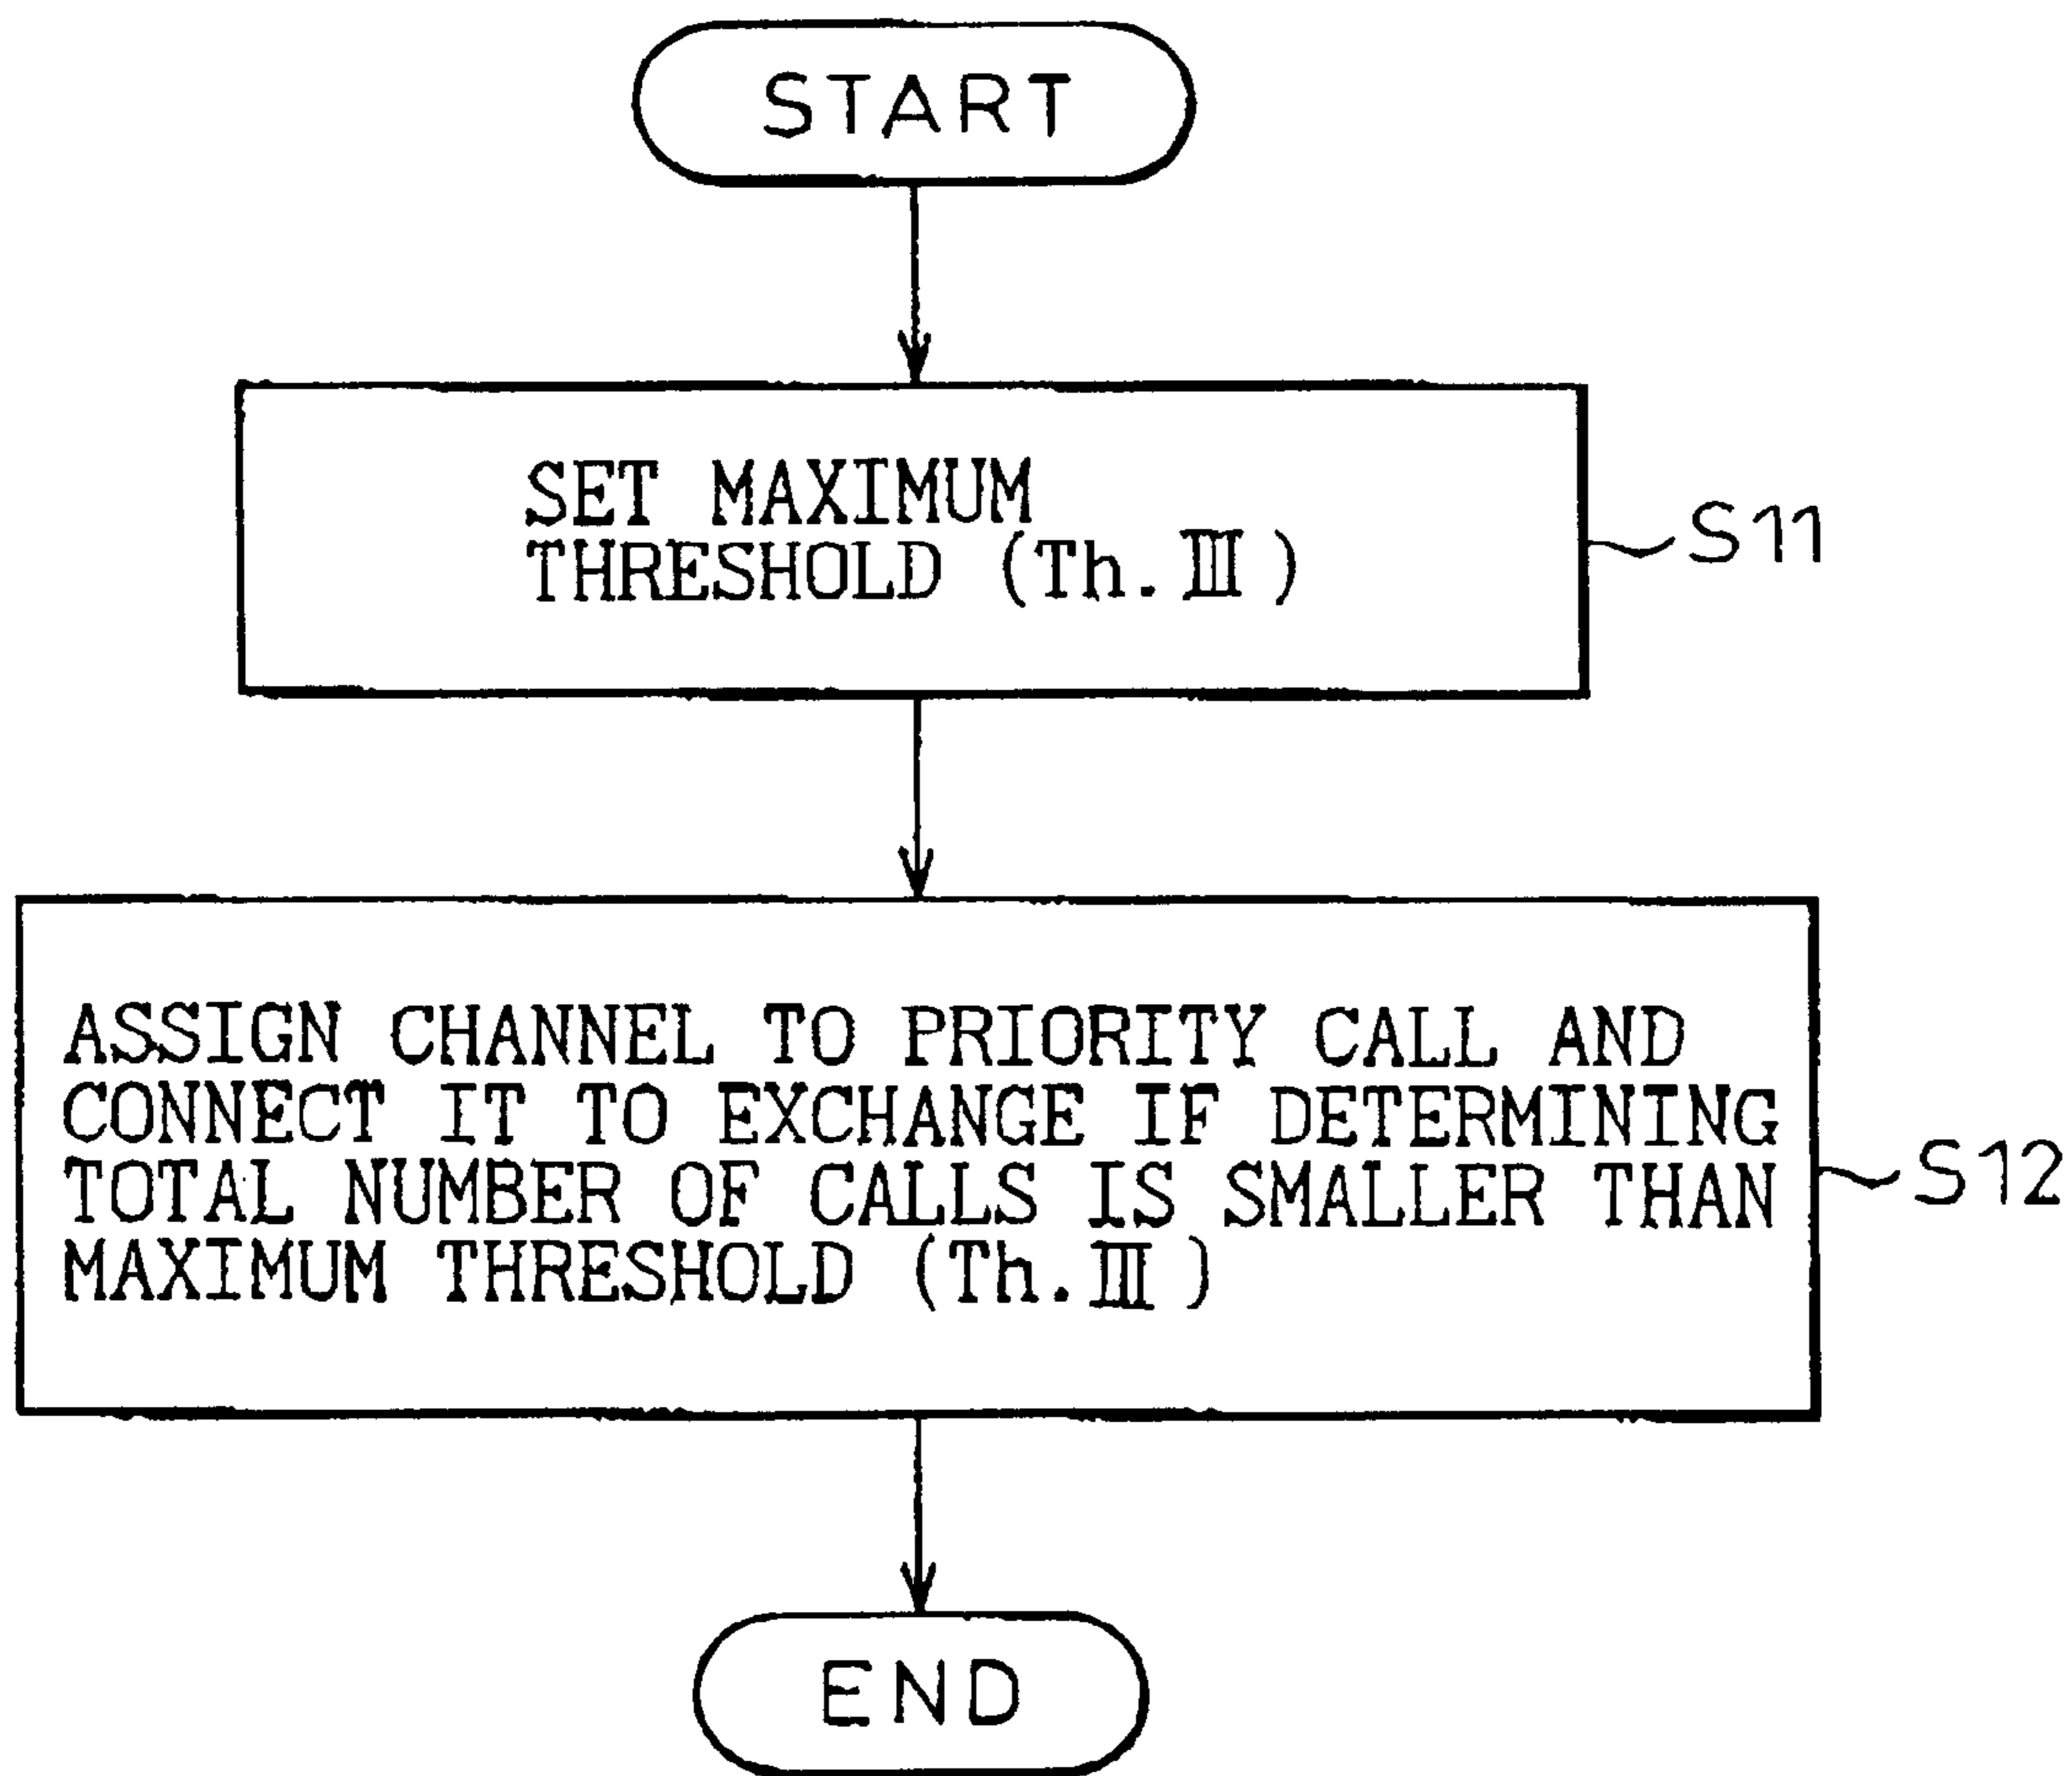 START
SET MAXIMUM
THRESHOLD (Th. Ⅲ)
S11
ASSIGN CHANNEL TO PRIORITY CALL AND
CONNECT IT TO EXCHANGE IF DETERMINING
TOTAL NUMBER OF CALLS IS SMALLER THAN
MAXIMUM THRESHOLD (Th. Ⅲ)
S12
END